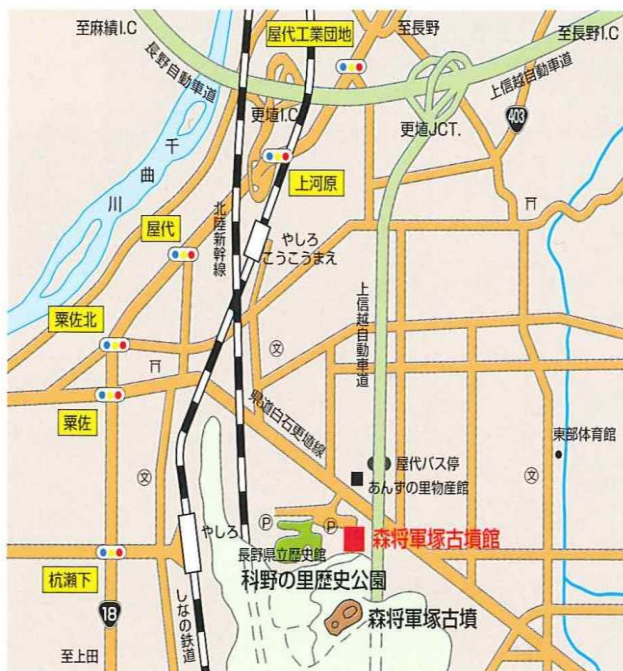 至麻績I.C
屋代工業団地
至長野
至長野I.C
長野自動車道
上信越自動車道
更埴I.C
更埴JCT.
403
千曲川
上河原
屋代
北陸新幹線
やしろ
こうこうまえ
上信越自動車道
粟佐北
文
粟佐
県道白石更埴線
東部体育館
文
屋代バス停
あんずの里物産館
文
やしろ
P
P
長野県立歴史館
森将軍塚古墳館
科野の里歴史公園
杭瀬下
18
しなの鉄道
森将軍塚古墳
至上田